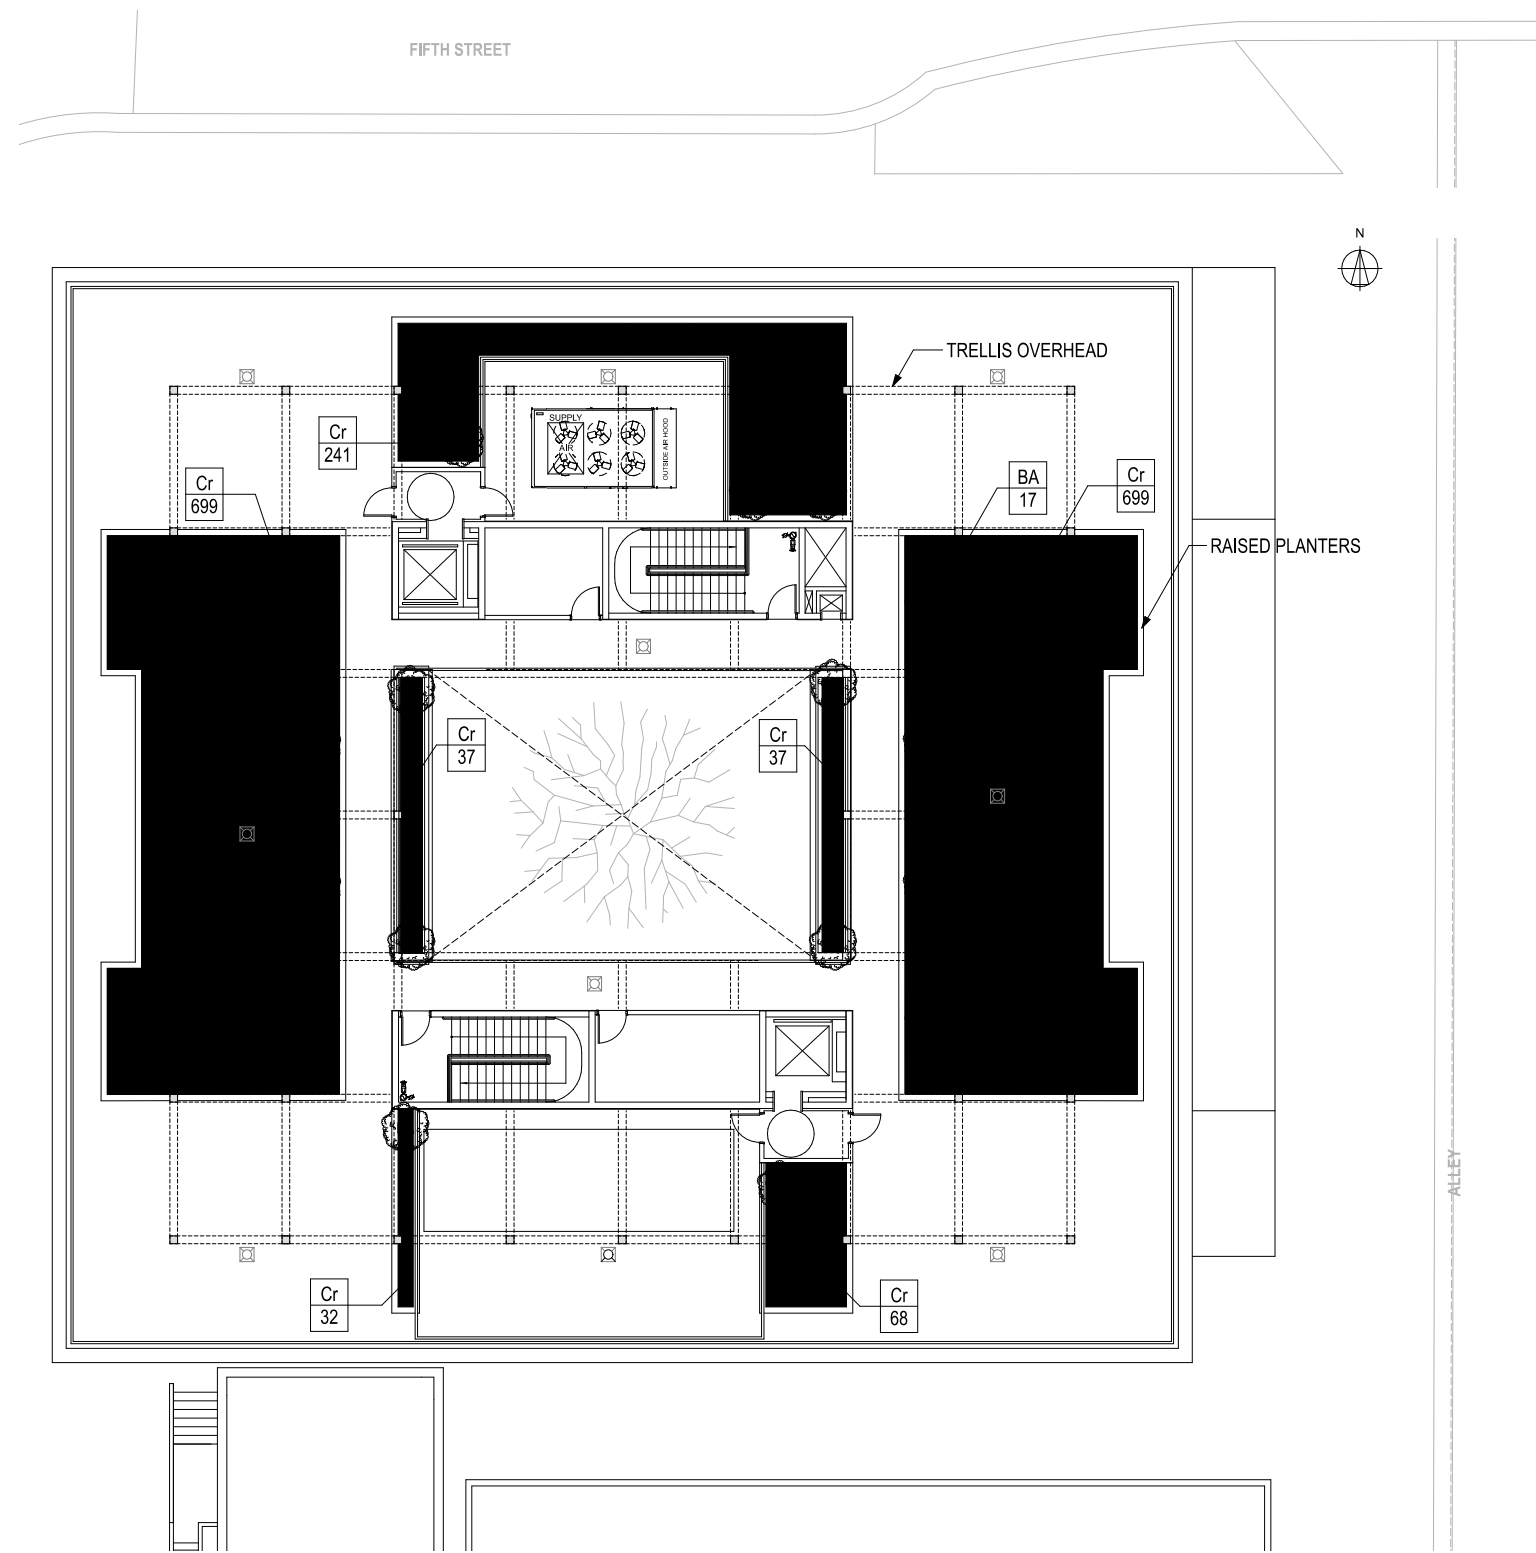 FIFTH STREET
N
TRELLIS OVERHEAD
SUPPLY
AIR
OUTSIDE AIR HOOD
Cr
241
Cr
699
BA
17
Cr
699
RAISED PLANTERS
Cr
37
Cr
37
ALLEY
Cr
32
Cr
68